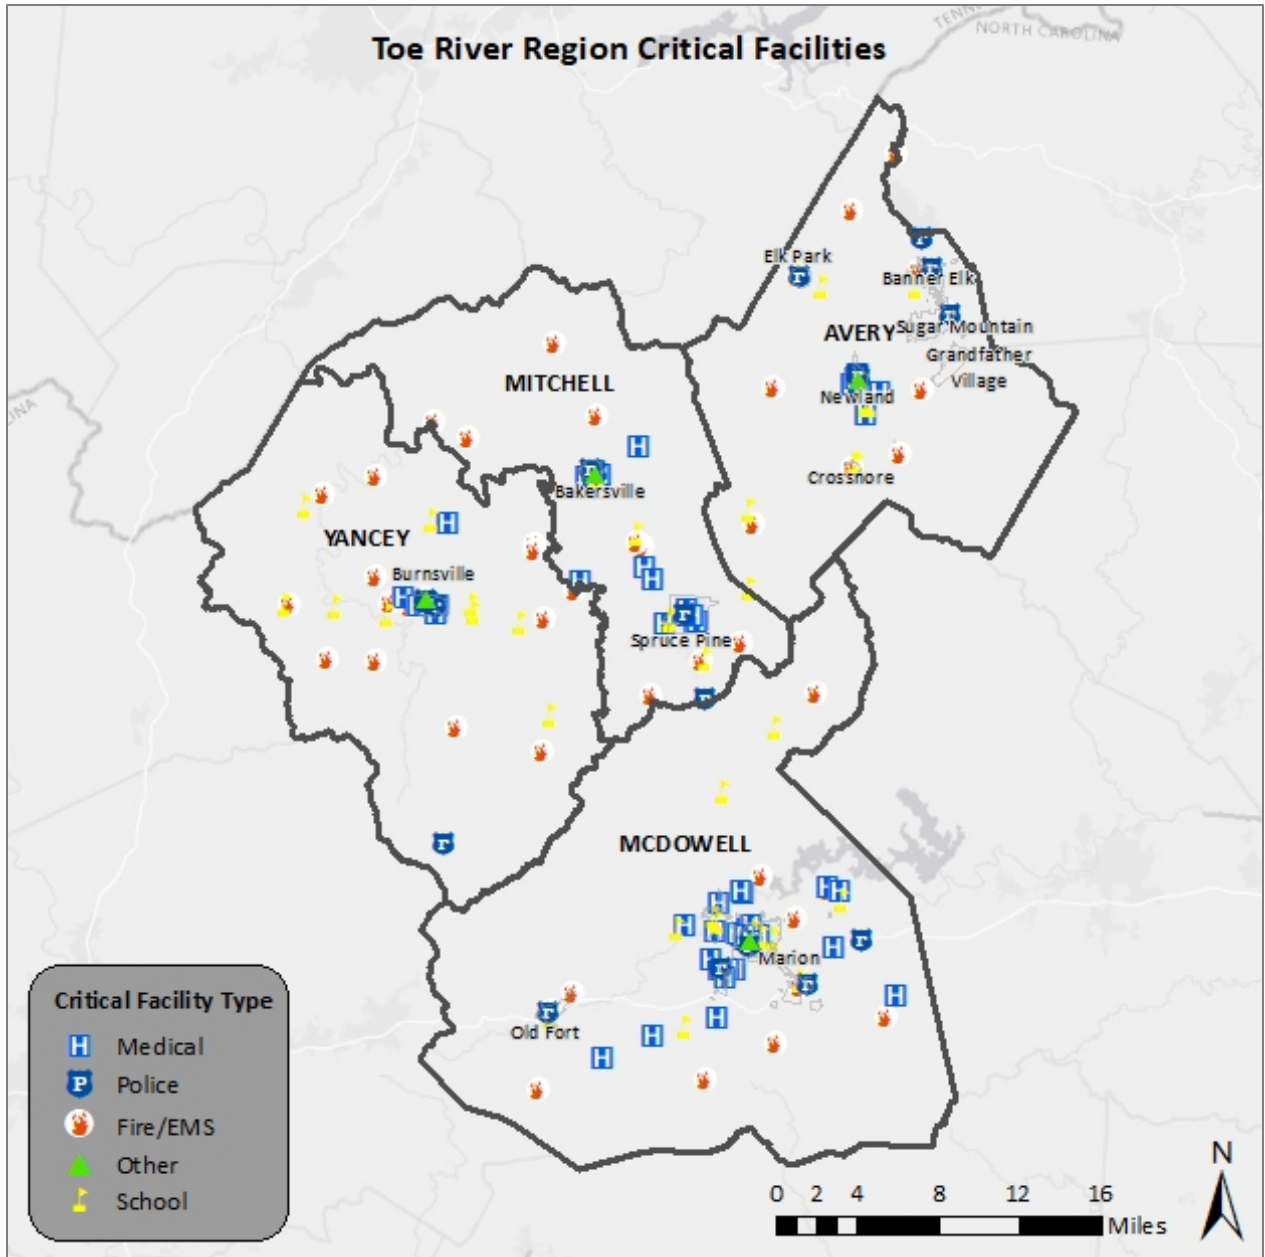 Toe River Region Critical Facilities
NORTH CAROLINA
Elk Park
Banner Elk
AVERY
Sugar Mountain
Grandfather
Village
MITCHELL
Newland
Crossnore
Bakersville
YANCEY
Burnsville
Spruce Pine
MCDOWELL
Marion
Old Fort
Critical Facility Type
H Medical
P Police
Fire/EMS
Other
School
N
0 2 4 8 12 16
Miles